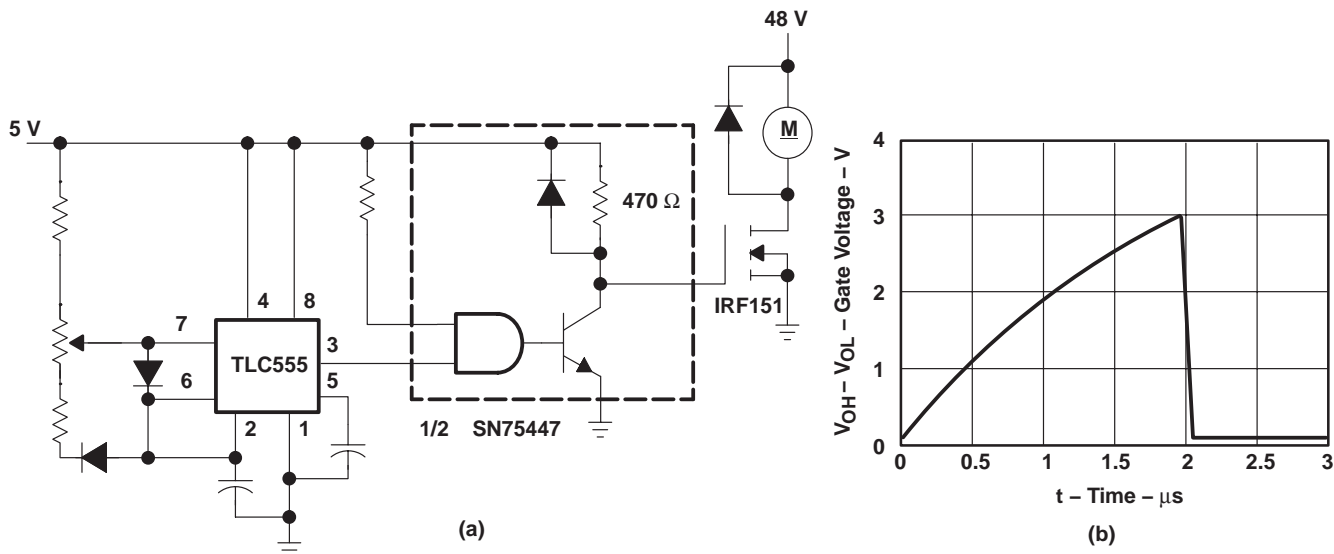 48 V
5 V
M
470 Ω
IRF151
4
8
7
TLC555
3
6
5
2
1
1/2 SN75447
(a)
VOH – VOL – Gate Voltage – V
4
3
2
1
0
0
0.5
1
1.5
2
2.5
3
t – Time – μs
(b)